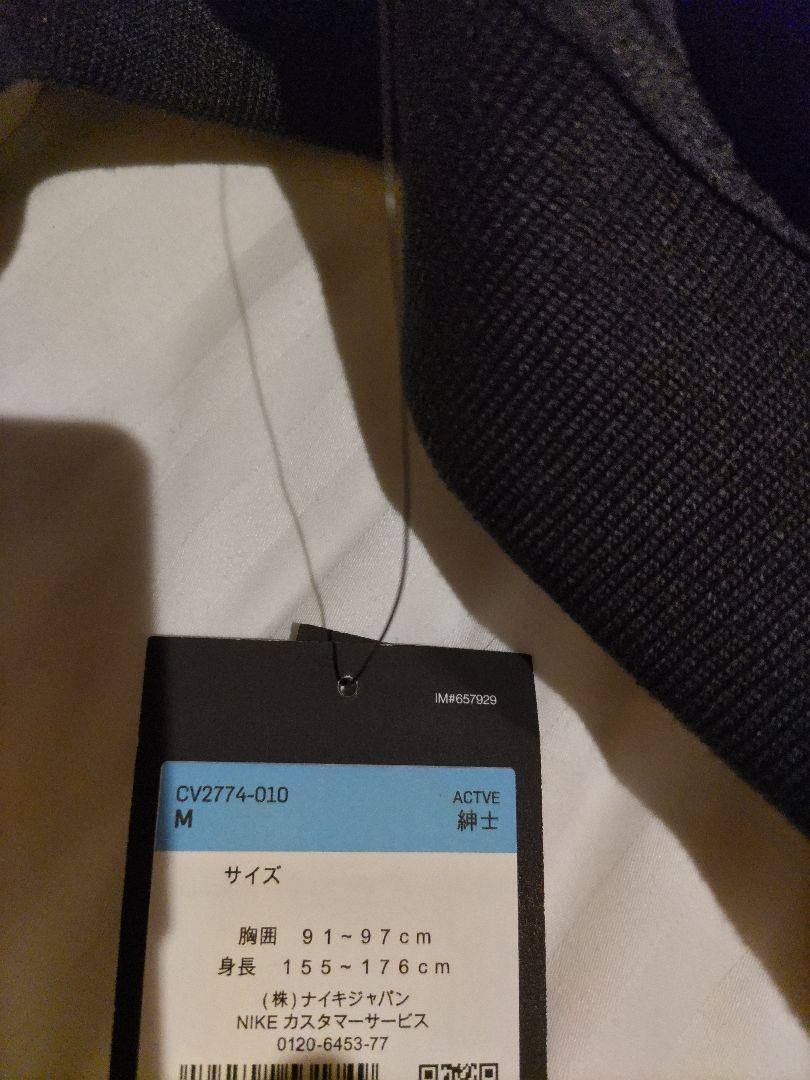 IM#657929
CV2774-010
ACTVE
M
紳士
サイズ
胸囲 91~97cm
身長 155~176cm
(株)ナイキジャパン
NIKE カスタマーサービス
0120-6453-77